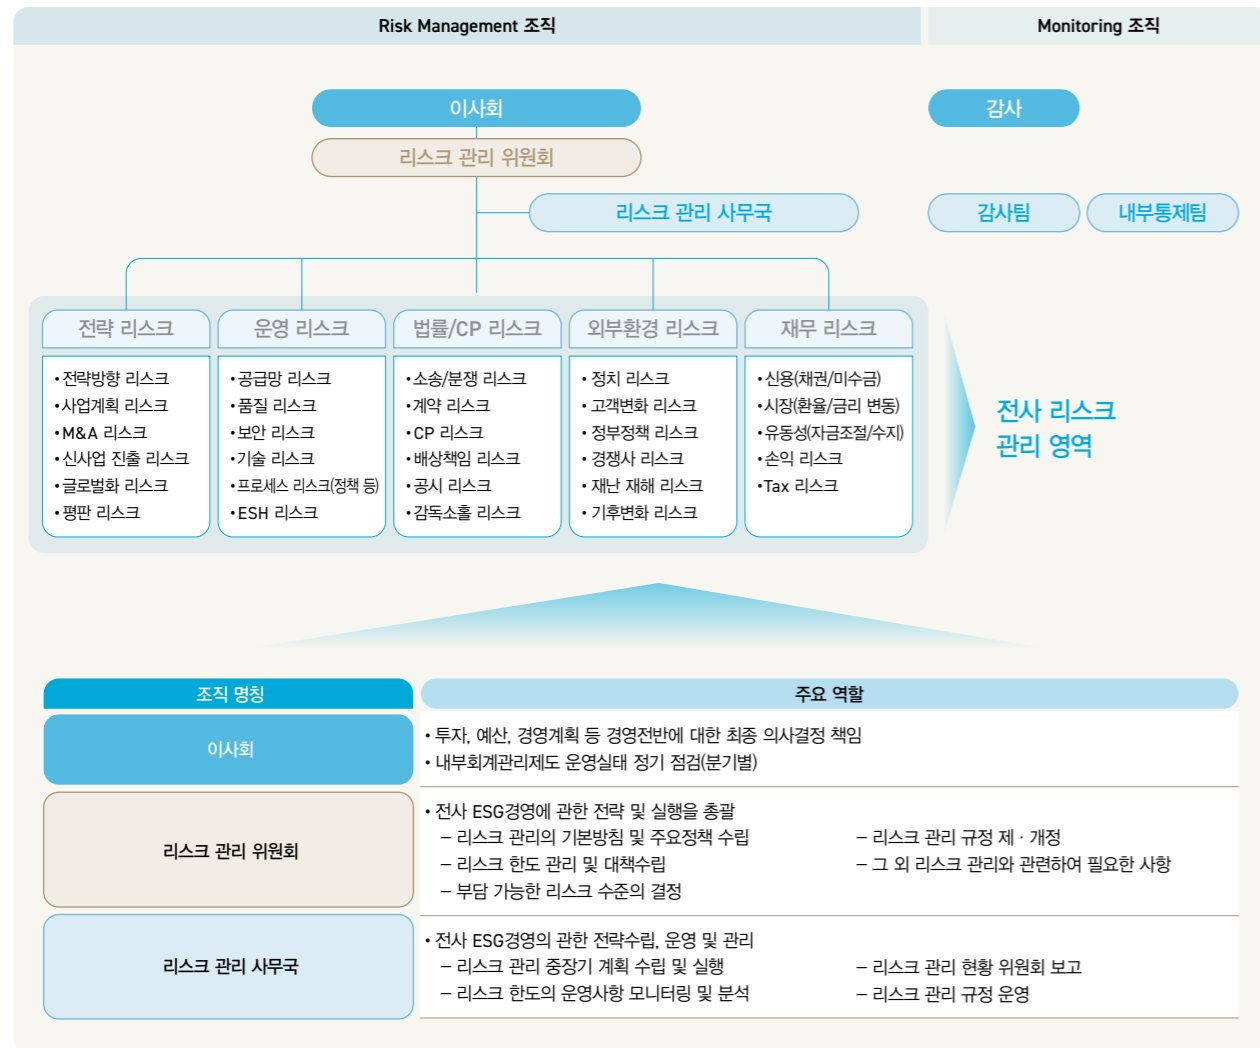 Risk Management 조직
Monitoring 조직
이사회
감사
리스크 관리 위원회
리스크 관리 사무국
감사팀
내부통제팀
전략 리스크
•전략방향 리스크
•사업계획 리스크
•M&A 리스크
•신사업 진출 리스크
•글로벌화 리스크
•평판 리스크
운영 리스크
•공급망 리스크
•품질 리스크
•보안 리스크
•기술 리스크
•프로세스 리스크(정책 등)
•ESH 리스크
법률/CP 리스크
•소송/분쟁 리스크
•계약 리스크
•CP 리스크
•배상책임 리스크
•공시 리스크
•감독소홀 리스크
외부환경 리스크
• 정치 리스크
• 고객변화 리스크
• 정부정책 리스크
• 경쟁사 리스크
• 재난 재해 리스크
• 기후변화 리스크
재무 리스크
•신용(채권/미수금)
•시장(환율/금리 변동)
•유동성(자금조절/수지)
•손익 리스크
•Tax 리스크
전사 리스크
관리 영역
조직 명칭
주요 역할
이사회
• 투자, 예산, 경영계획 등 경영전반에 대한 최종 의사결정 책임
• 내부회계관리제도 운영실태 정기 점검(분기별)
리스크 관리 위원회
• 전사 ESG경영에 관한 전략 및 실행을 총괄
– 리스크 관리의 기본방침 및 주요정책 수립
– 리스크 한도 관리 및 대책수립
– 부담 가능한 리스크 수준의 결정
– 리스크 관리 규정 제 · 개정
– 그 외 리스크 관리와 관련하여 필요한 사항
리스크 관리 사무국
• 전사 ESG경영의 관한 전략수립, 운영 및 관리
– 리스크 관리 중장기 계획 수립 및 실행
– 리스크 한도의 운영사항 모니터링 및 분석
– 리스크 관리 현황 위원회 보고
– 리스크 관리 규정 운영